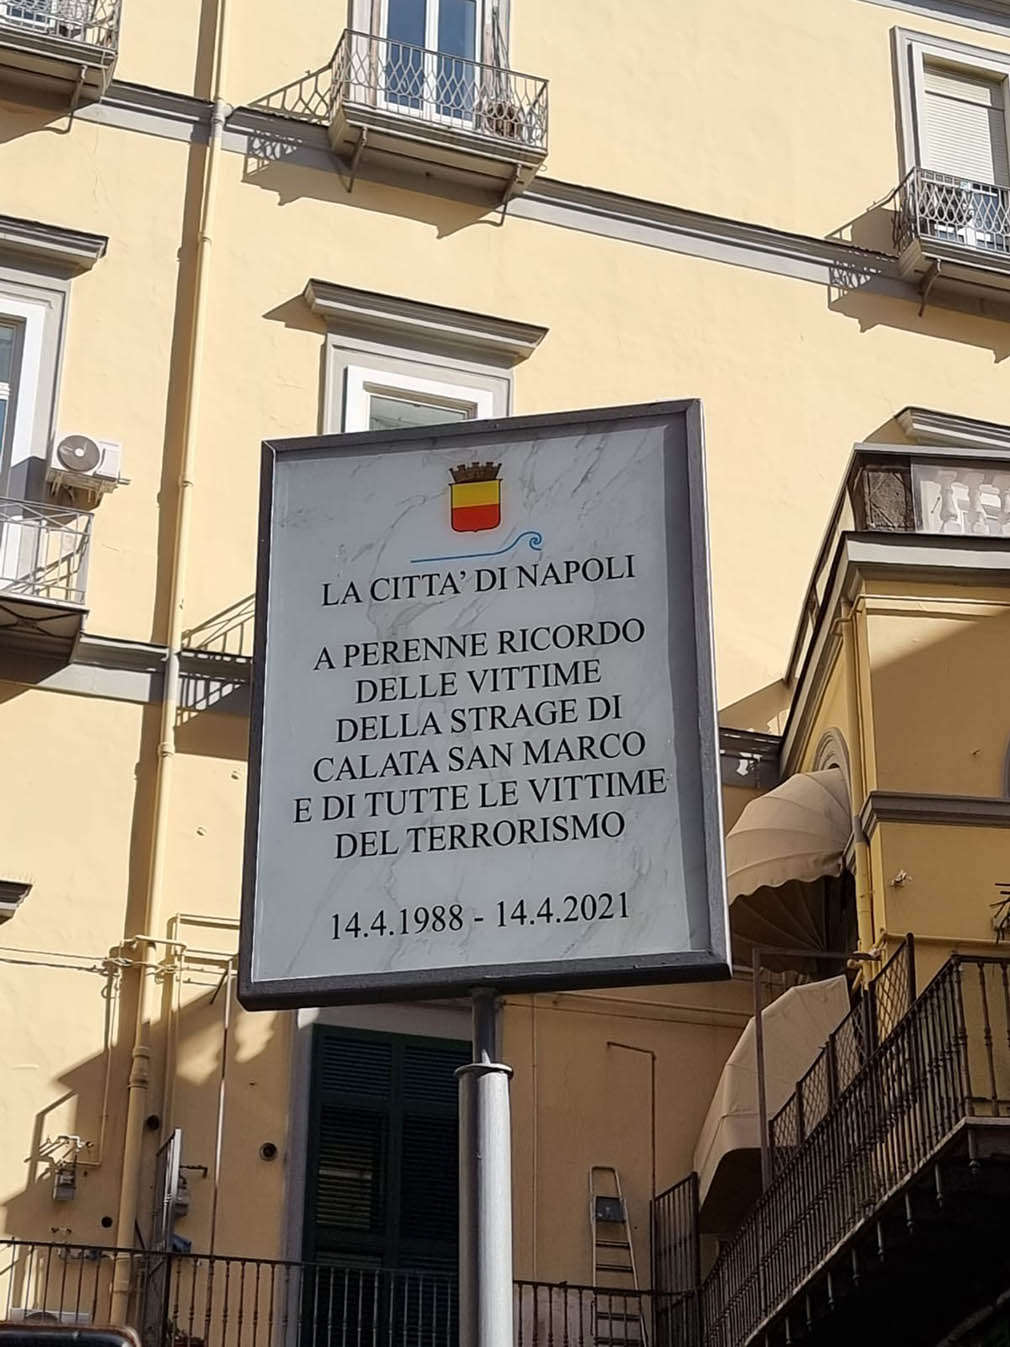 LA CITTA' DI NAPOLI
A PERENNE RICORDO
DELLE VITTIME
DELLA STRAGE DI
CALATA SAN MARCO
E DI TUTTE LE VITTIME
DEL TERRORISMO
14.4.1988 - 14.4.2021